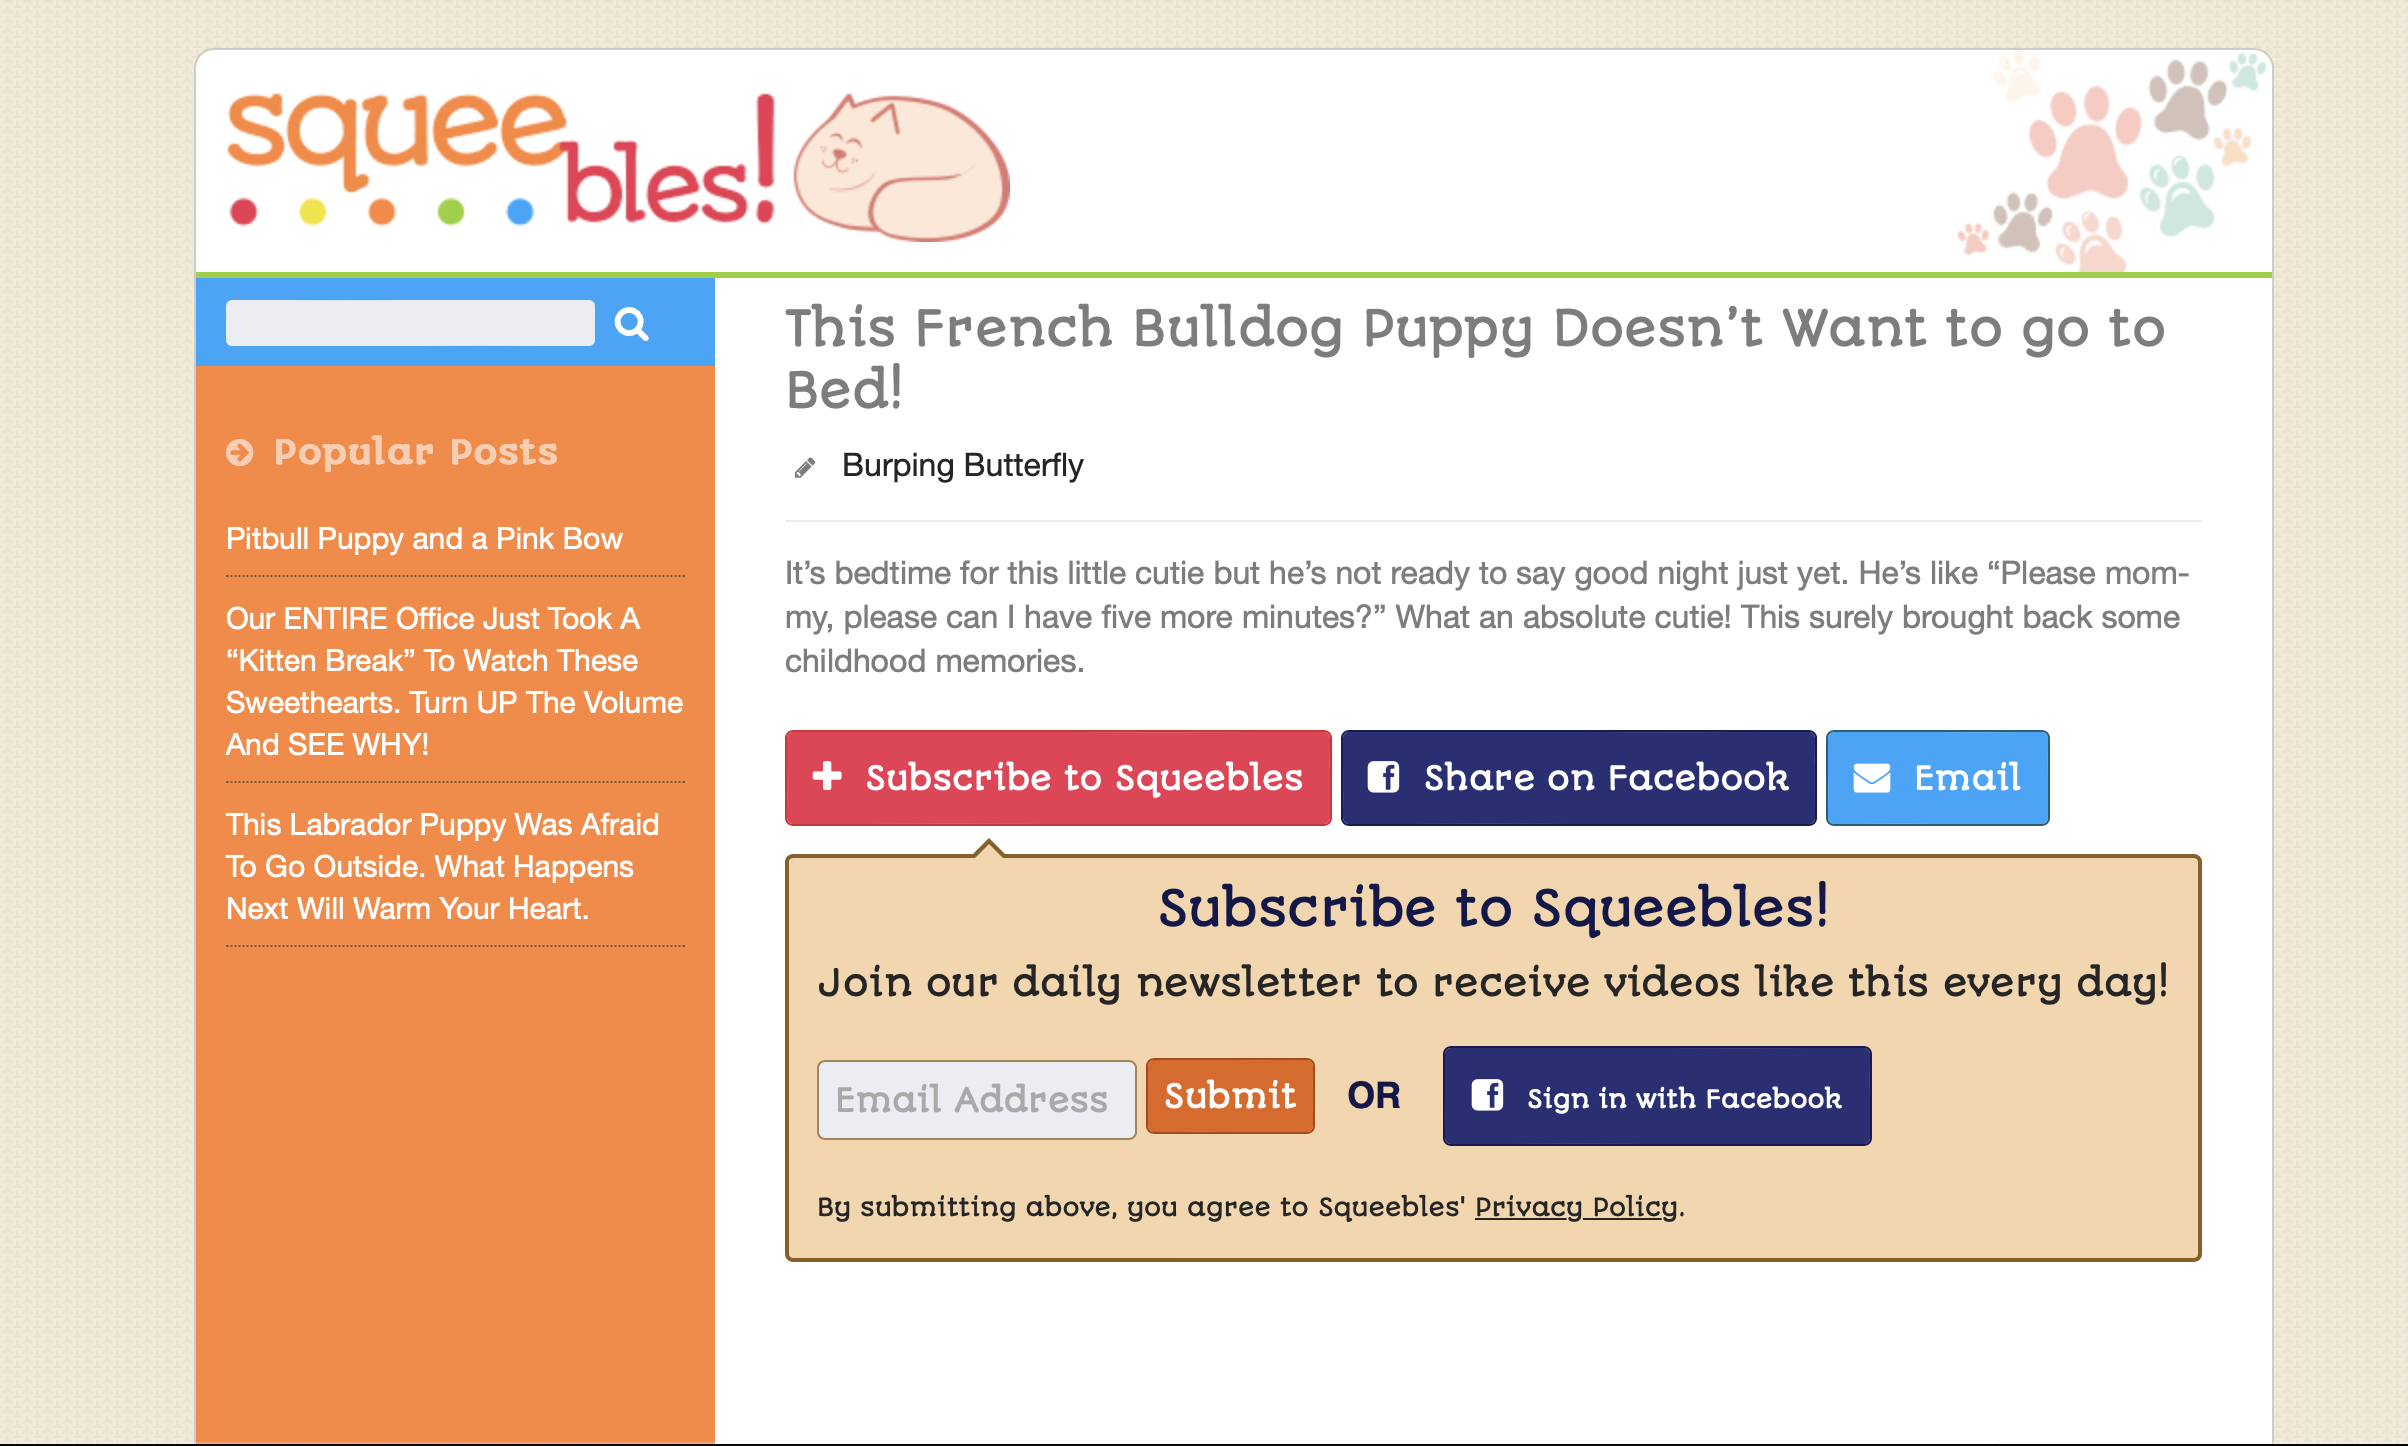 squeebles!
Popular Posts
Pitbull Puppy and a Pink Bow
Our ENTIRE Office Just Took A
“Kitten Break” To Watch These
Sweethearts. Turn UP The Volume
And SEE WHY!
This Labrador Puppy Was Afraid
To Go Outside. What Happens
Next Will Warm Your Heart.
This French Bulldog Puppy Doesn’t Want to go to
Bed!
Burping Butterfly
It’s bedtime for this little cutie but he’s not ready to say good night just yet. He’s like “Please mom-
my, please can I have five more minutes?” What an absolute cutie! This surely brought back some
childhood memories.
Subscribe to Squeebles
Share on Facebook
Email
Subscribe to Squeebles!
Join our daily newsletter to receive videos like this every day!
Email Address
Submit
OR
Sign in with Facebook
By submitting above, you agree to Squeebles' Privacy Policy.